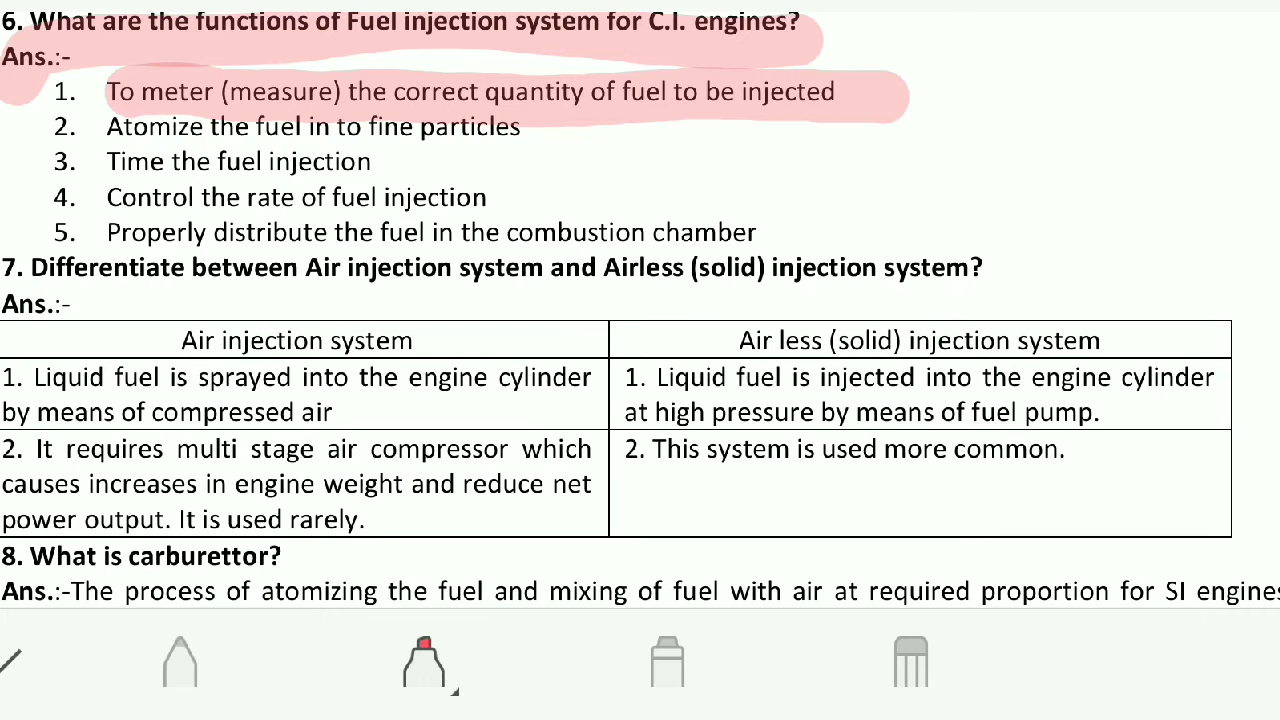 6. What are the functions of Fuel injection system for C.I. engines?
Ans.:-
1. To meter (measure) the correct quantity of fuel to be injected
2. Atomize the fuel in to fine particles
3. Time the fuel injection
4. Control the rate of fuel injection
5. Properly distribute the fuel in the combustion chamber
7. Differentiate between Air injection system and Airless (solid) injection system?
Ans.:-
Air injection system
Air less (solid) injection system
1. Liquid fuel is sprayed into the engine cylinder
by means of compressed air
1. Liquid fuel is injected into the engine cylinder
at high pressure by means of fuel pump.
2. It requires multi stage air compressor which
causes increases in engine weight and reduce net
power output. It is used rarely.
2. This system is used more common.
8. What is carburettor?
Ans.:-The process of atomizing the fuel and mixing of fuel with air at required proportion for SI engines